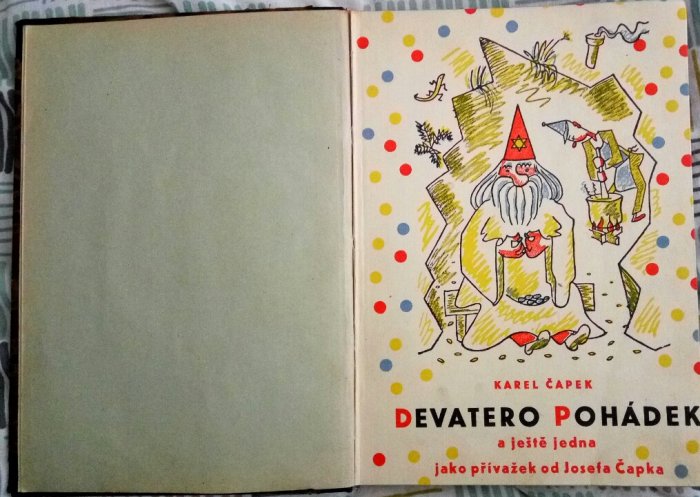 KAREL ČAPEK
DEVATERO POHÁDEK
a ještě jedna
jako přívažek od Josefa Čapka